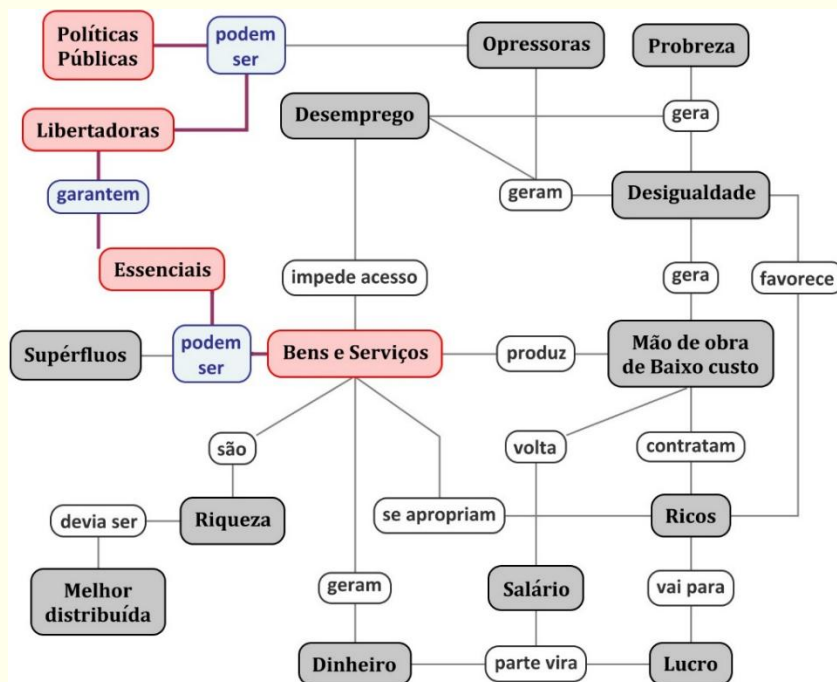 Políticas
Públicas
podem
ser
Opressoras
Probreza
Libertadoras
Desemprego
gera
garantem
geram
Desigualdade
Essenciais
impede acesso
gera
favorece
Supérfluos
podem
ser
Bens e Serviços
produz
Mão de obra
de Baixo custo
são
volta
contratam
devia ser
Riqueza
se apropriam
Ricos
Melhor
distribuída
geram
Salário
vai para
Dinheiro
parte vira
Lucro